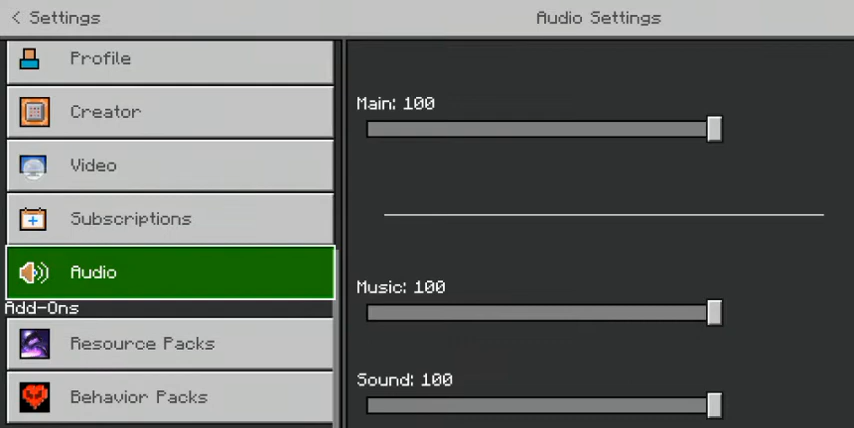 < Settings
Audio Settings
Profile
Creator
Video
Subscriptions
Audio
Add-Ons
Resource Packs
Behavior Packs
Main: 100
Music: 100
Sound: 100